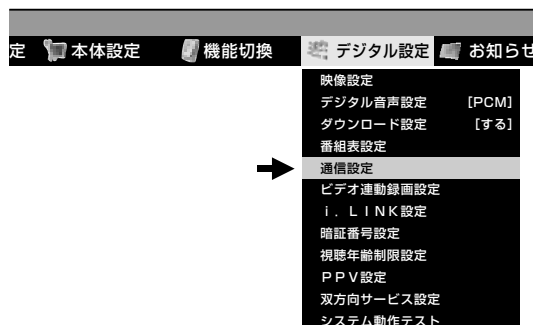 定 本体設定 機能切換 デジタル設定 お知らせ
映像設定
デジタル音声設定 [PCM]
ダウンロード設定 [する]
番組表設定
通信設定
ビデオ連動録画設定
ｉ．ＬＩＮＫ設定
暗証番号設定
視聴年齢制限設定
ＰＰＶ設定
双方向サービス設定
システム動作テスト